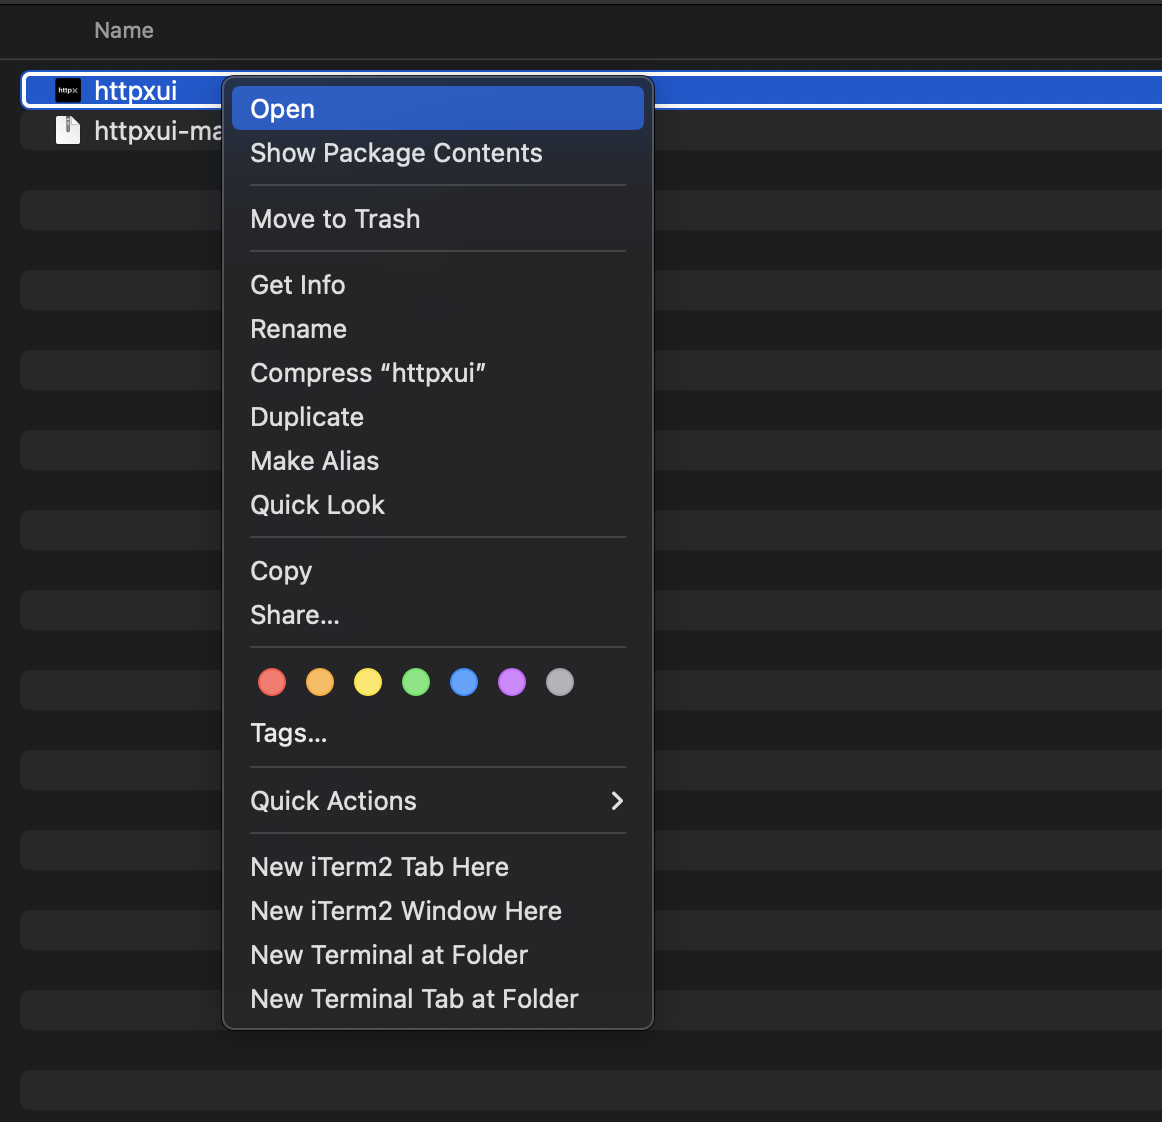 Name
httpx
httpxui
httpxui-ma
Open
Show Package Contents
Move to Trash
Get Info
Rename
Compress “httpxui”
Duplicate
Make Alias
Quick Look
Copy
Share...
Tags...
Quick Actions
New iTerm2 Tab Here
New iTerm2 Window Here
New Terminal at Folder
New Terminal Tab at Folder